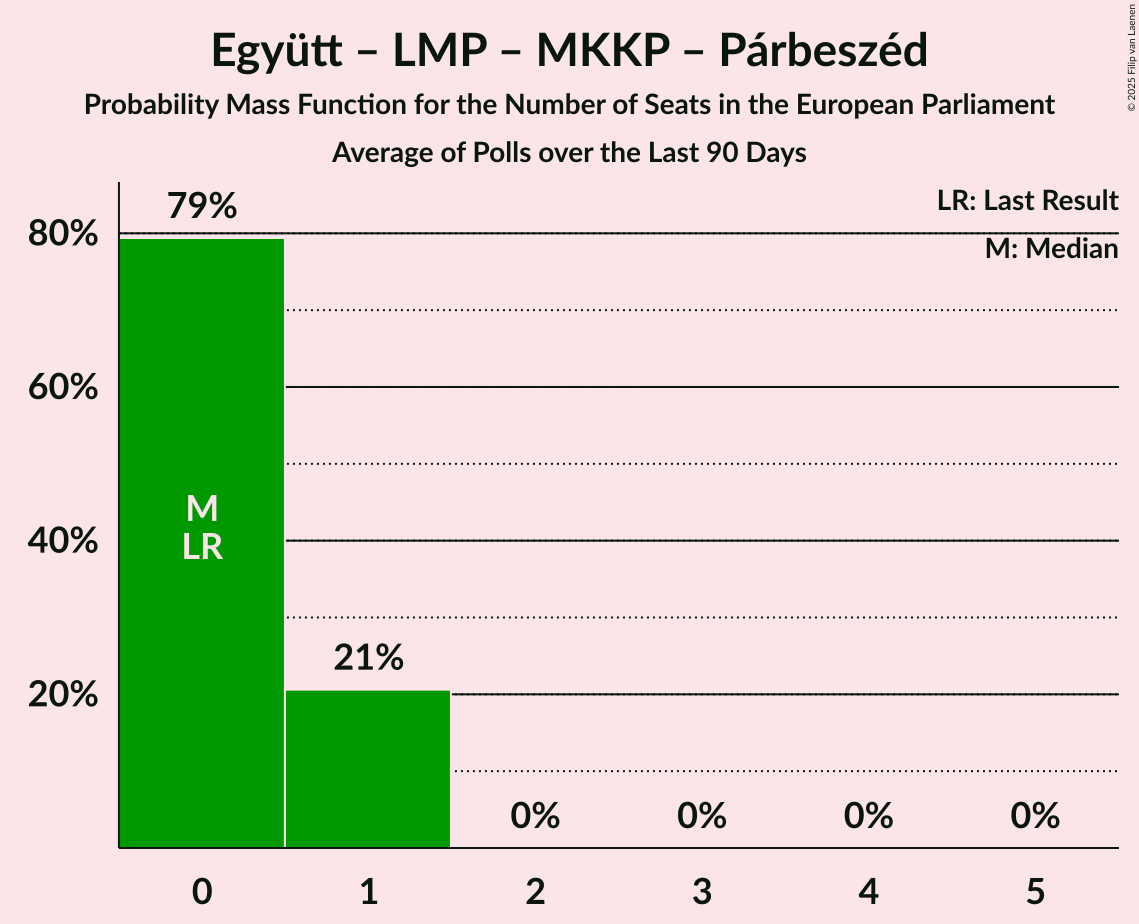 Együtt – LMP – MKKP – Párbeszéd
Probability Mass Function for the Number of Seats in the European Parliament
Average of Polls over the Last 90 Days
© 2025 Filip van Laenen
LR: Last Result
M: Median
79%
80%
60%
M
40%
LR
21%
20%
0% 0% 0% 0%
0 1 2 3 4 5